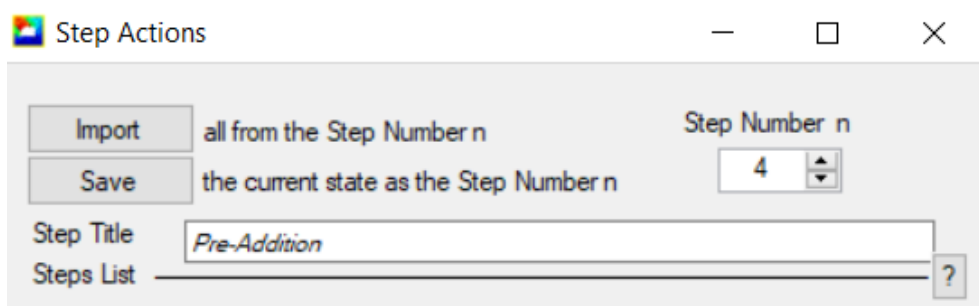 Step Actions
Import all from the Step Number n
Step Number n
Save the current state as the Step Number n
4
Step Title Pre-Addition
Steps List ?